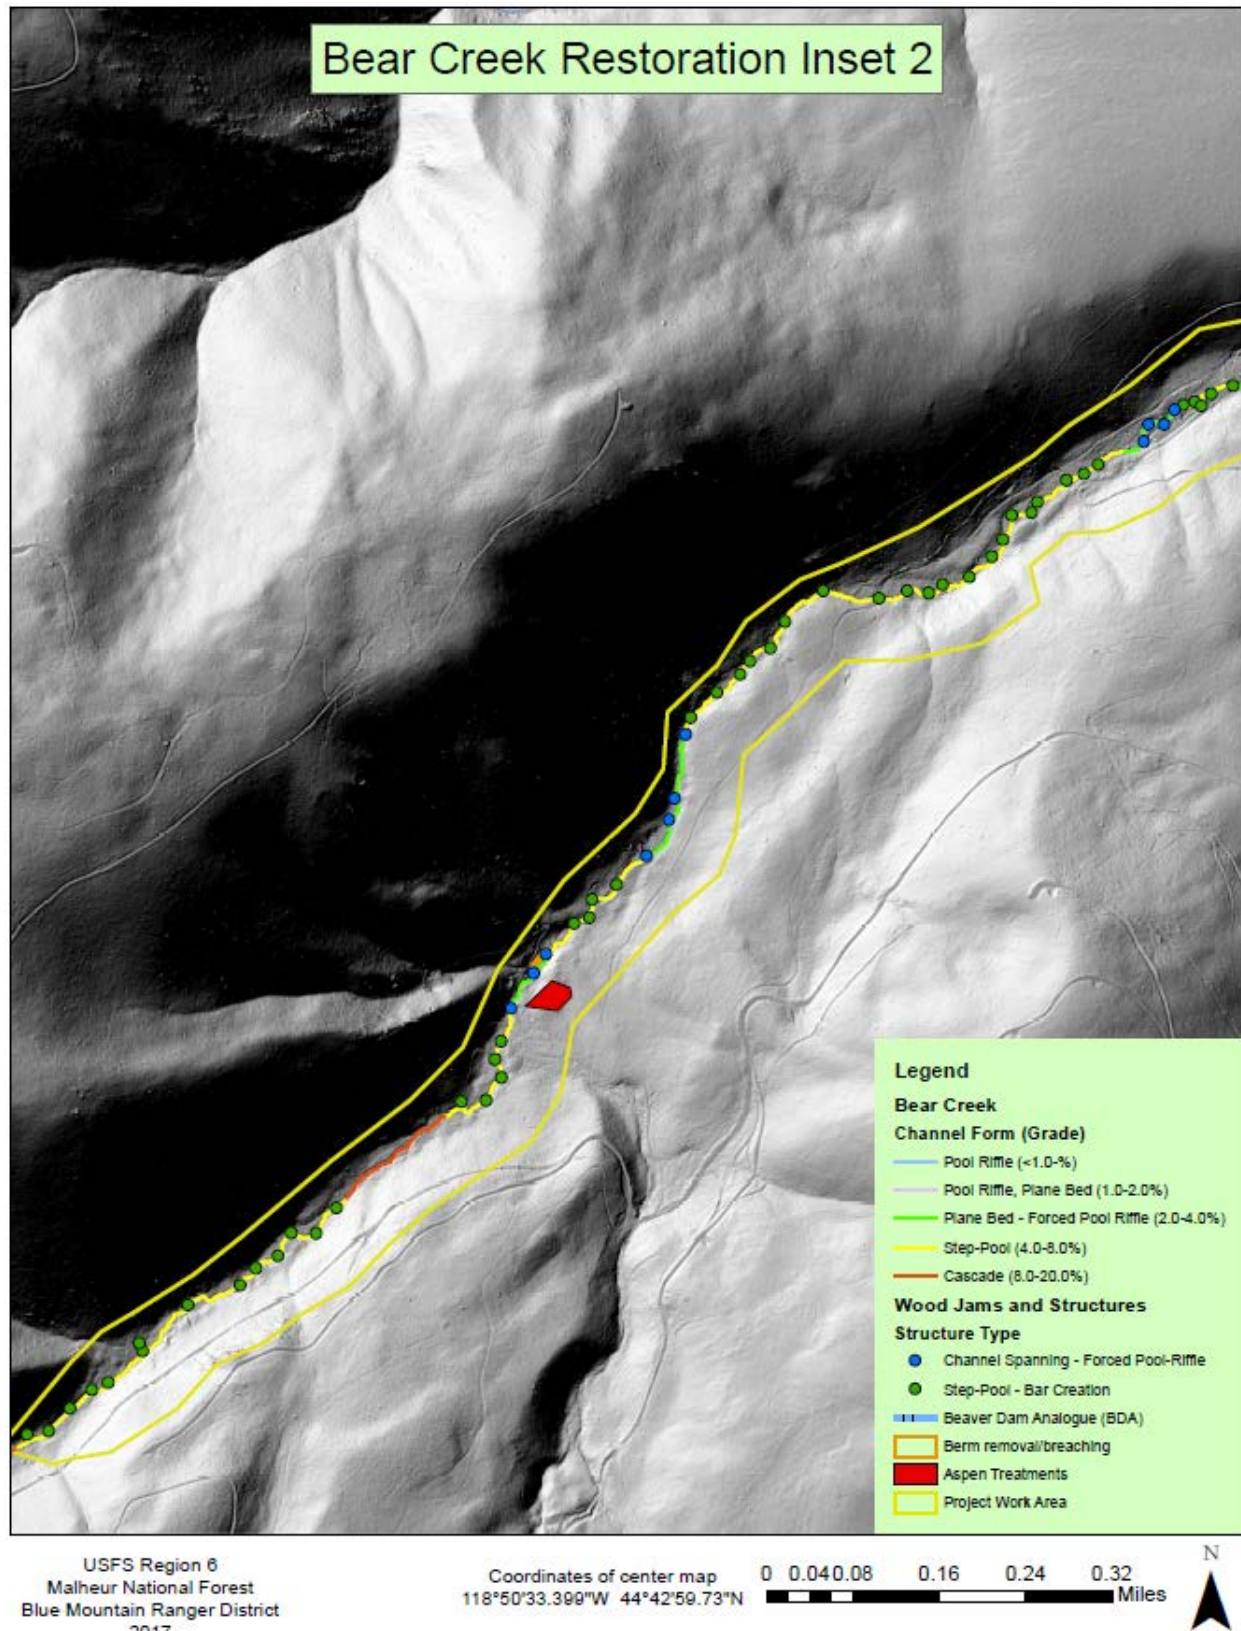 Bear Creek Restoration Inset 2
Legend
Bear Creek
Channel Form (Grade)
Pool Riffle (<1.0-%)
Pool Riffle, Plane Bed (1.0-2.0%)
Plane Bed - Forced Pool Riffle (2.0-4.0%)
Step-Pool (4.0-8.0%)
Cascade (8.0-20.0%)
Wood Jams and Structures
Structure Type
Channel Spanning - Forced Pool-Riffle
Step-Pool - Bar Creation
Beaver Dam Analogue (BDA)
Berm removal/breaching
Aspen Treatments
Project Work Area
USFS Region 6
Malheur National Forest
Blue Mountain Ranger District
2017
Coordinates of center map
118°50'33.399"W 44°42'59.73"N
0 0.04 0.08 0.16 0.24 0.32
Miles
N